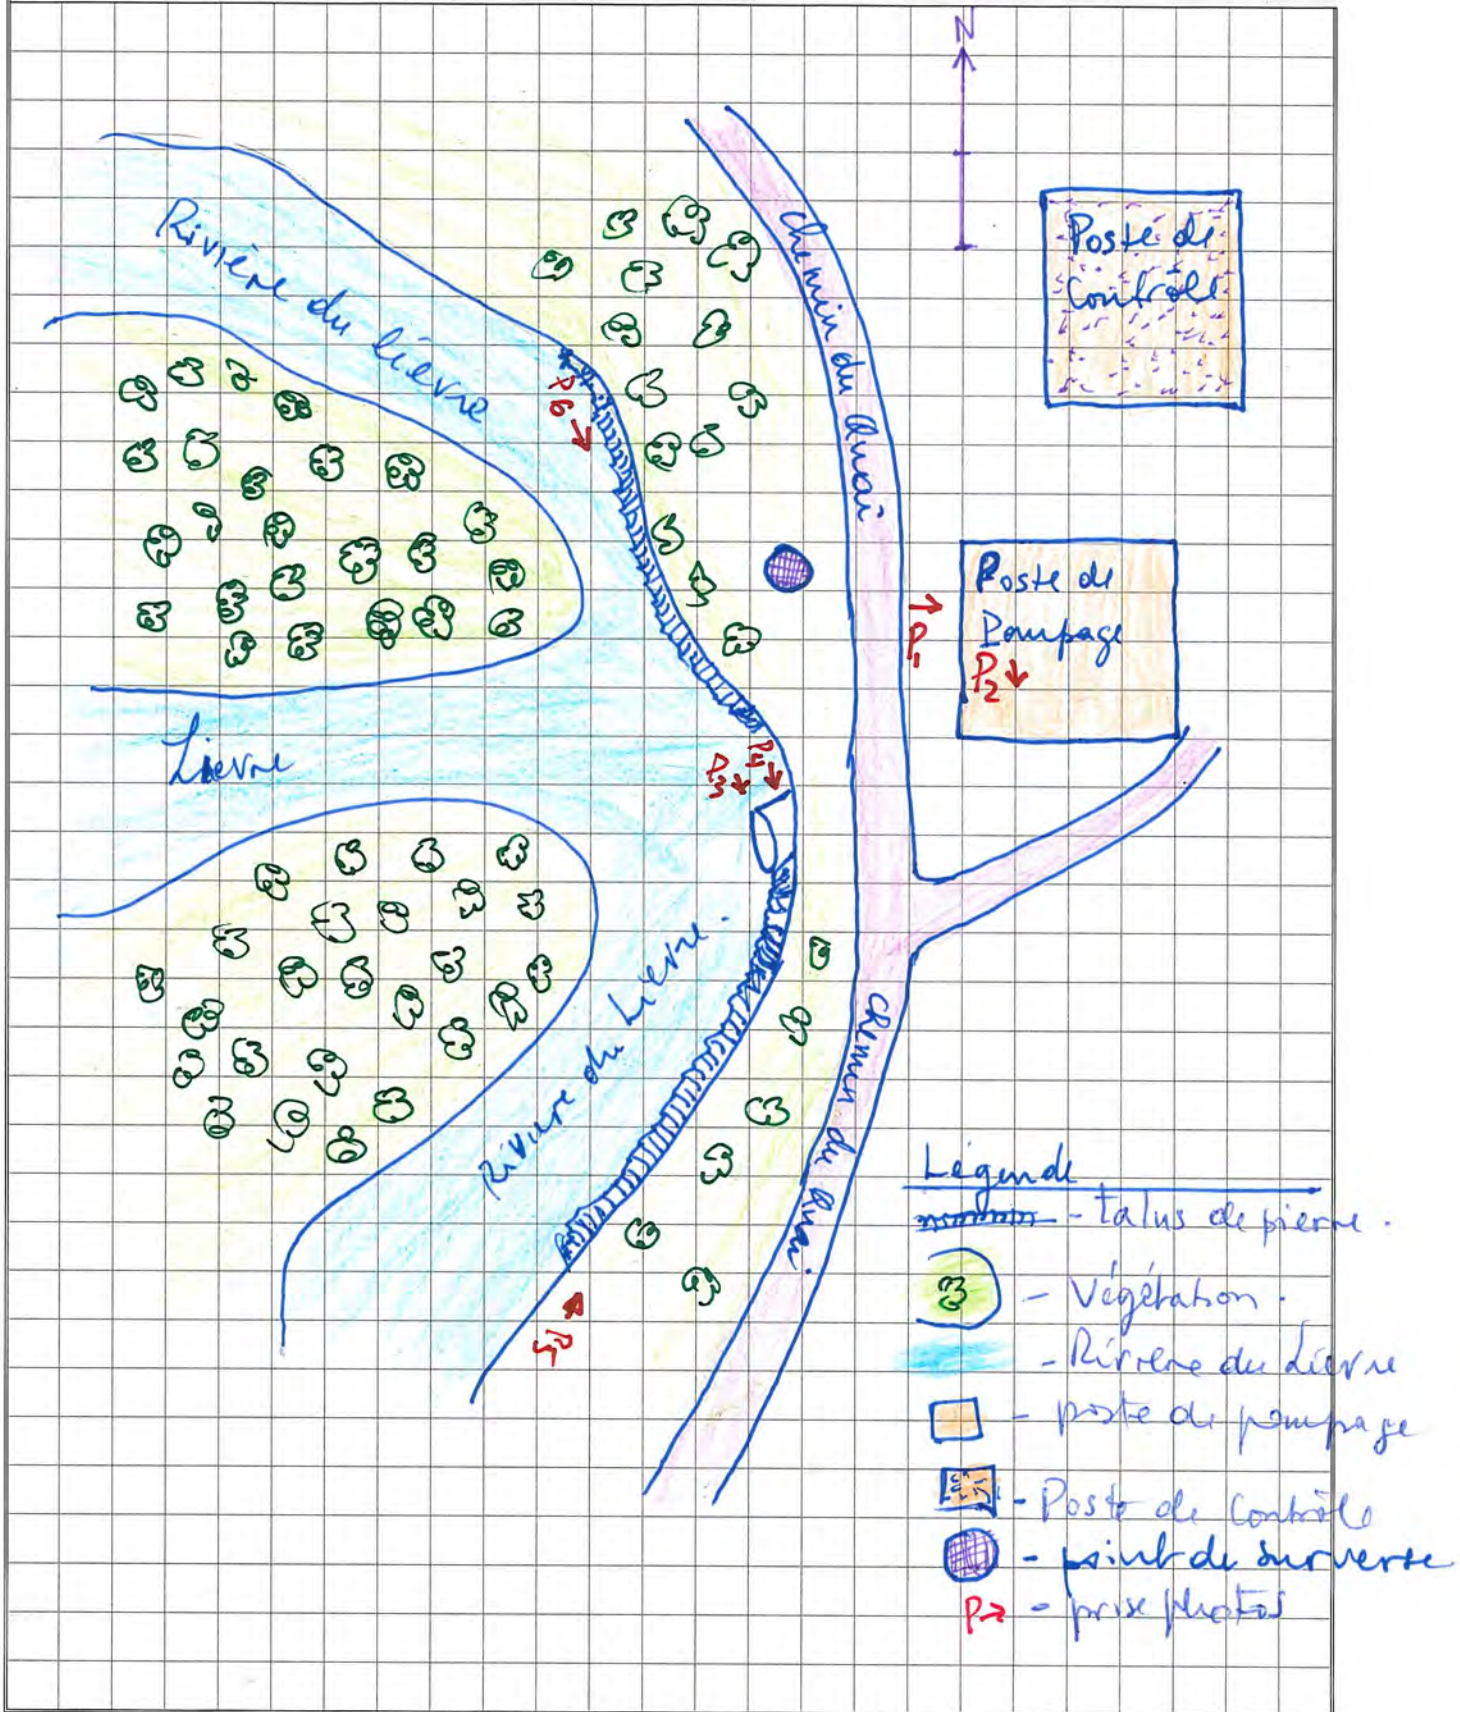 N
Rivière du lièvre
Chemin du Quai
Poste de
Contrôle
P6
Poste de
Pompage
P1
P2
Lievre
P3
P4
Rivière du Lièvre.
Chemin du Quai.
P5
Légende
- talus de pierre.
- Végétation.
- Rivière du Lièvre
- poste de pompage
- Poste de Contrôle
- point de surverse
P→ - prise photos